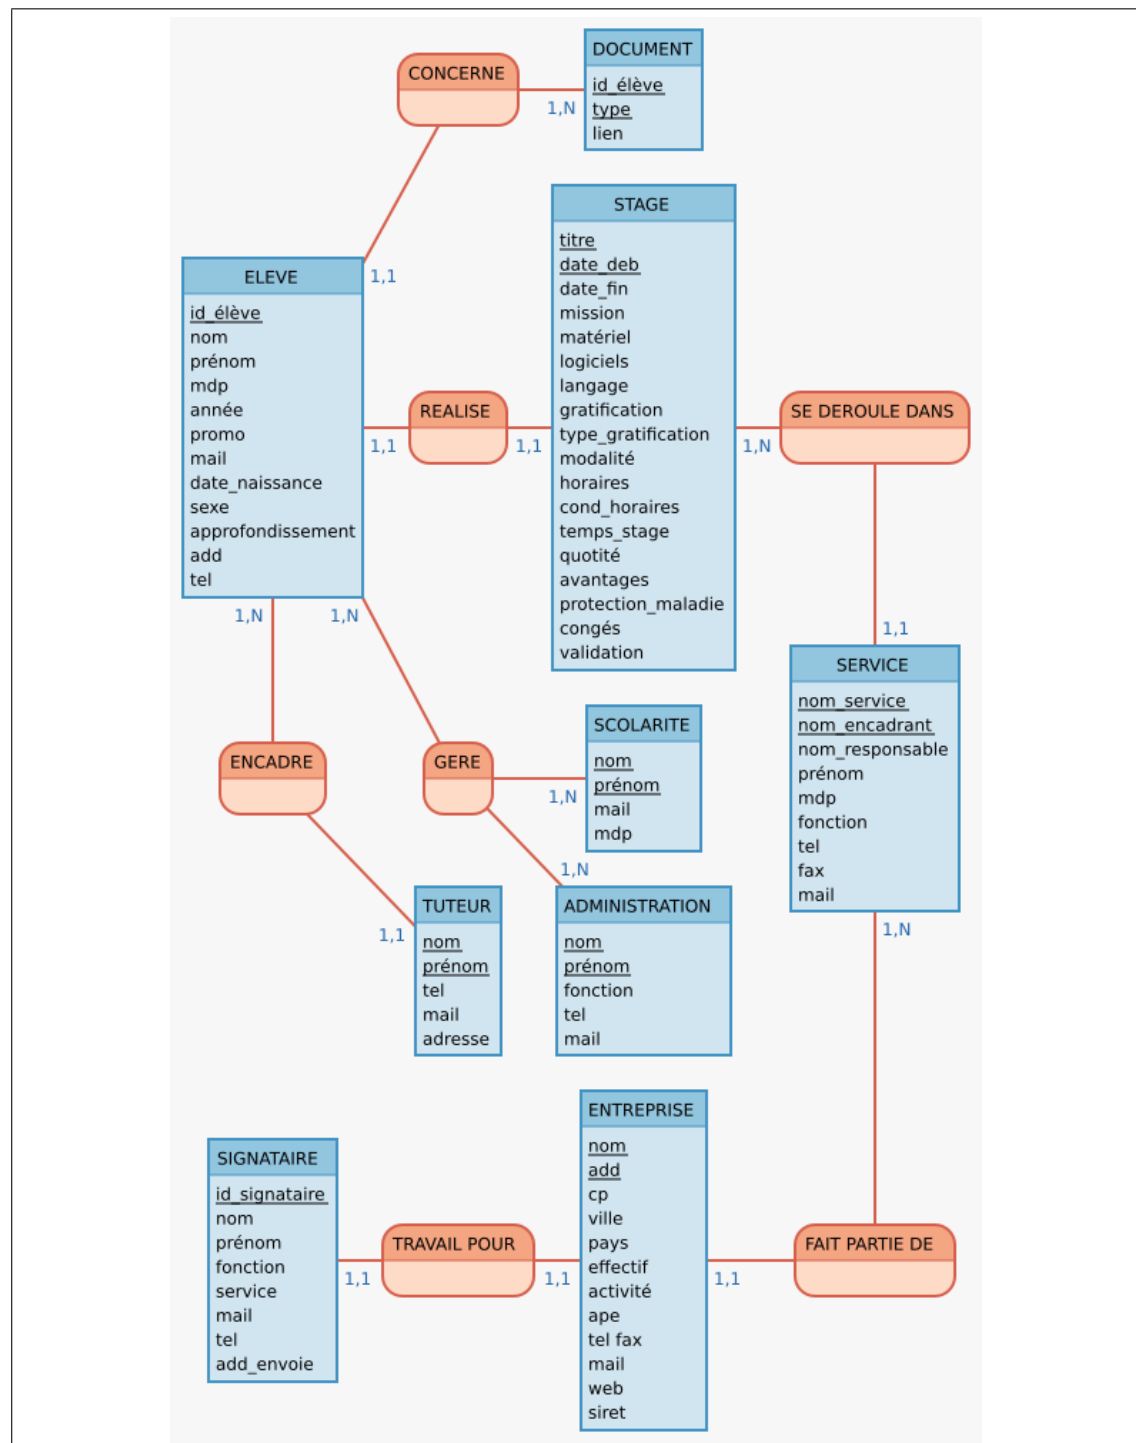 DOCUMENT
id_élève
type
lien
CONCERNE
1,N
1,1
ELEVE
id_élève
nom
prénom
mdp
année
promo
mail
date_naissance
sexe
approfondissement
add
tel
1,1
REALISE
1,1
STAGE
titre
date_deb
date_fin
mission
matériel
logiciels
langage
gratification
type_gratification
modalité
horaires
cond_horaires
temps_stage
quotité
avantages
protection_maladie
congés
validation
1,N
SE DEROULE DANS
1,1
SERVICE
nom_service
nom_encadrant
nom_responsable
prénom
mdp
fonction
tel
fax
mail
1,N
1,N
1,N
ENCADRE
GERE
1,N
SCOLARITE
nom
prénom
mail
mdp
1,N
1,1
TUTEUR
nom
prénom
tel
mail
adresse
ADMINISTRATION
nom
prénom
fonction
tel
mail
SIGNATAIRE
id_signataire
nom
prénom
fonction
service
mail
tel
add_envoie
1,1
TRAVAIL POUR
1,1
ENTREPRISE
nom
add
cp
ville
pays
effectif
activité
ape
tel fax
mail
web
siret
1,1
FAIT PARTIE DE